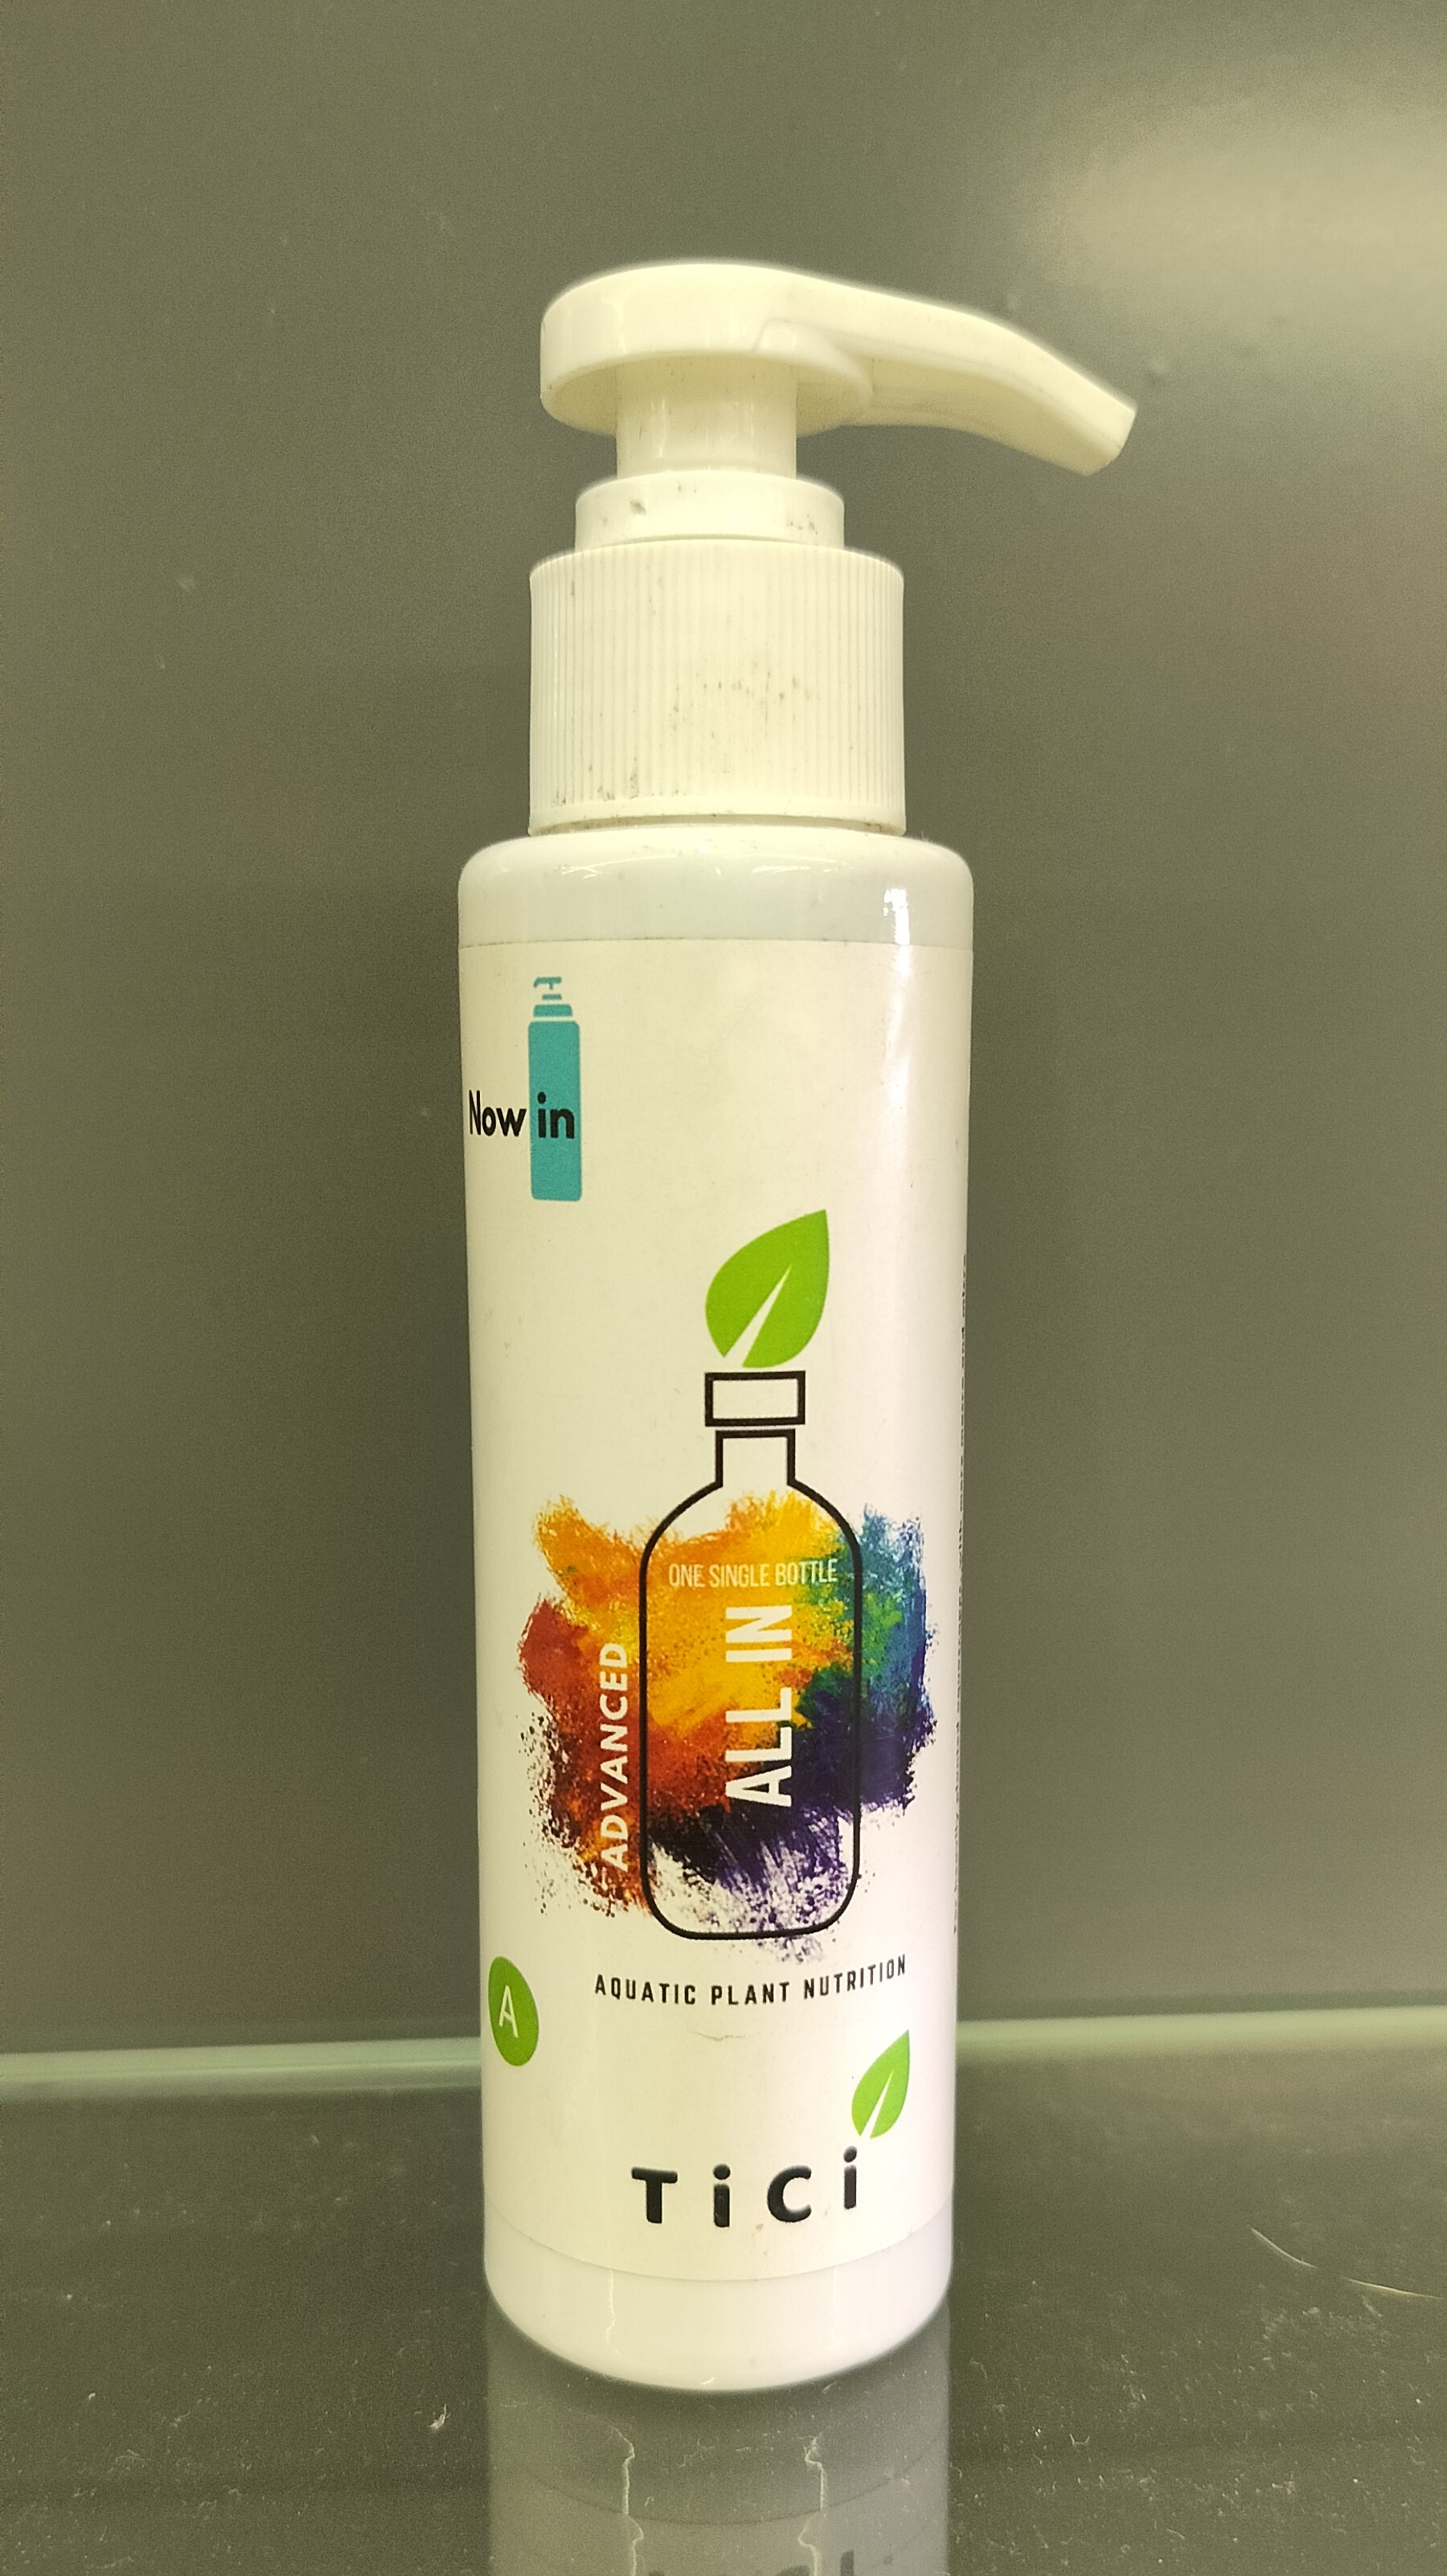 Now in
ONE SINGLE BOTTLE
ALL IN
ADVANCED
AQUATIC PLANT NUTRITION
A
TiCi